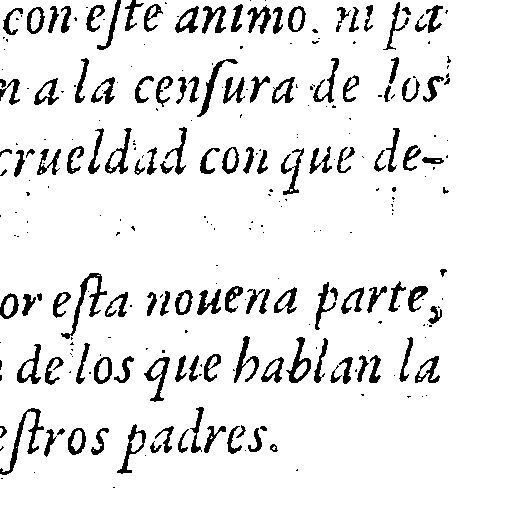 con eſte animo, ni pa
n a la cenſura de los
crueldad con que de-
or eſta nouena parte,
de los que hablan la
eſtros padres.